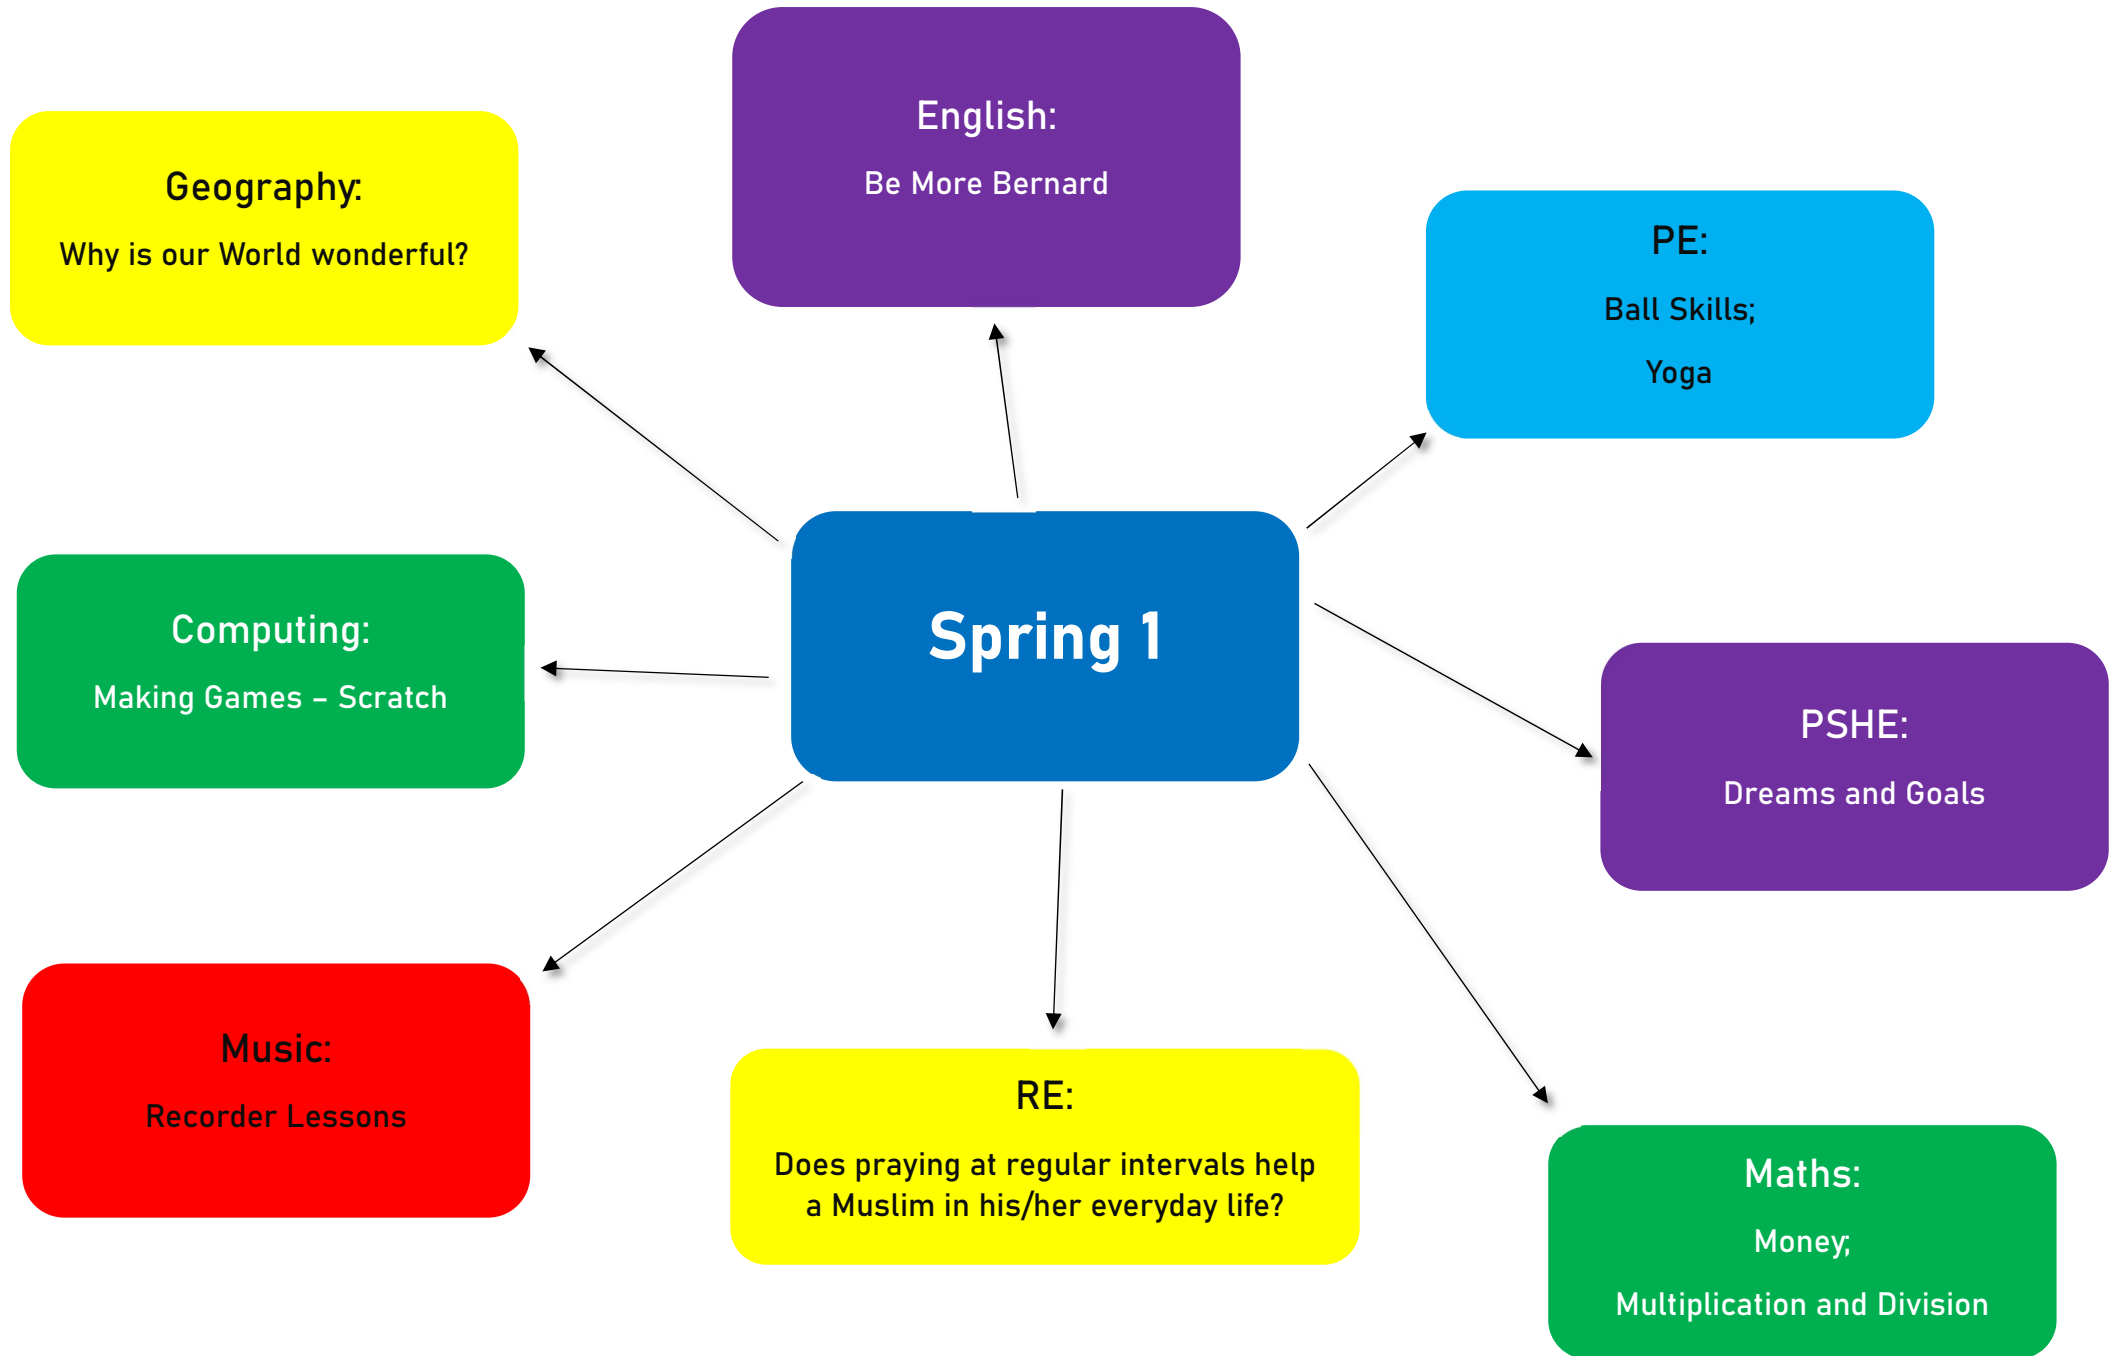 English:
Be More Bernard
Geography:
Why is our World wonderful?
PE:
Ball Skills;
Yoga
Spring 1
Computing:
Making Games – Scratch
PSHE:
Dreams and Goals
Music:
Recorder Lessons
RE:
Does praying at regular intervals help
a Muslim in his/her everyday life?
Maths:
Money;
Multiplication and Division